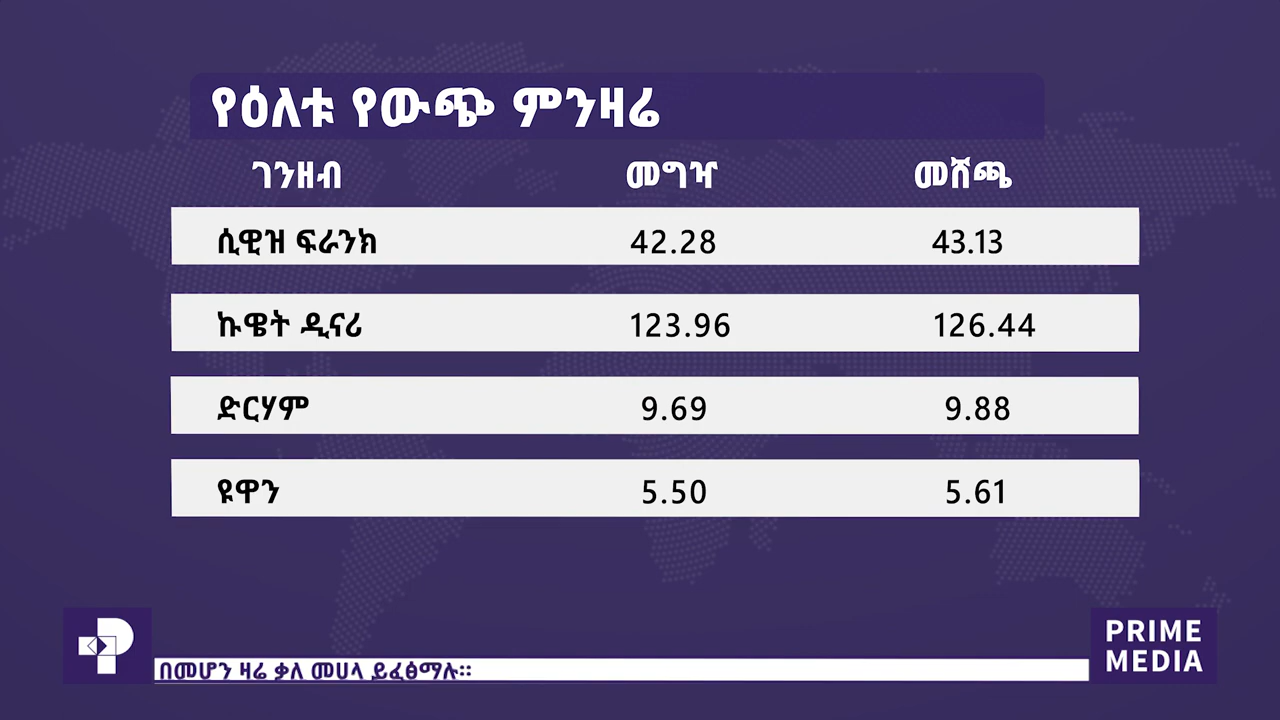 የዕለቱ የውጭ ምንዛሬ
ገንዘብ መግዣ መሸጫ
ሲዊዝ ፍራንክ 42.28 43.13
ኩዌት ዲናሪ 123.96 126.44
ድርሃም 9.69 9.88
ዩዋን 5.50 5.61
PRIME
MEDIA
በመሆን ዛሬ ቃለ መሀላ ይፈፅማሉ።